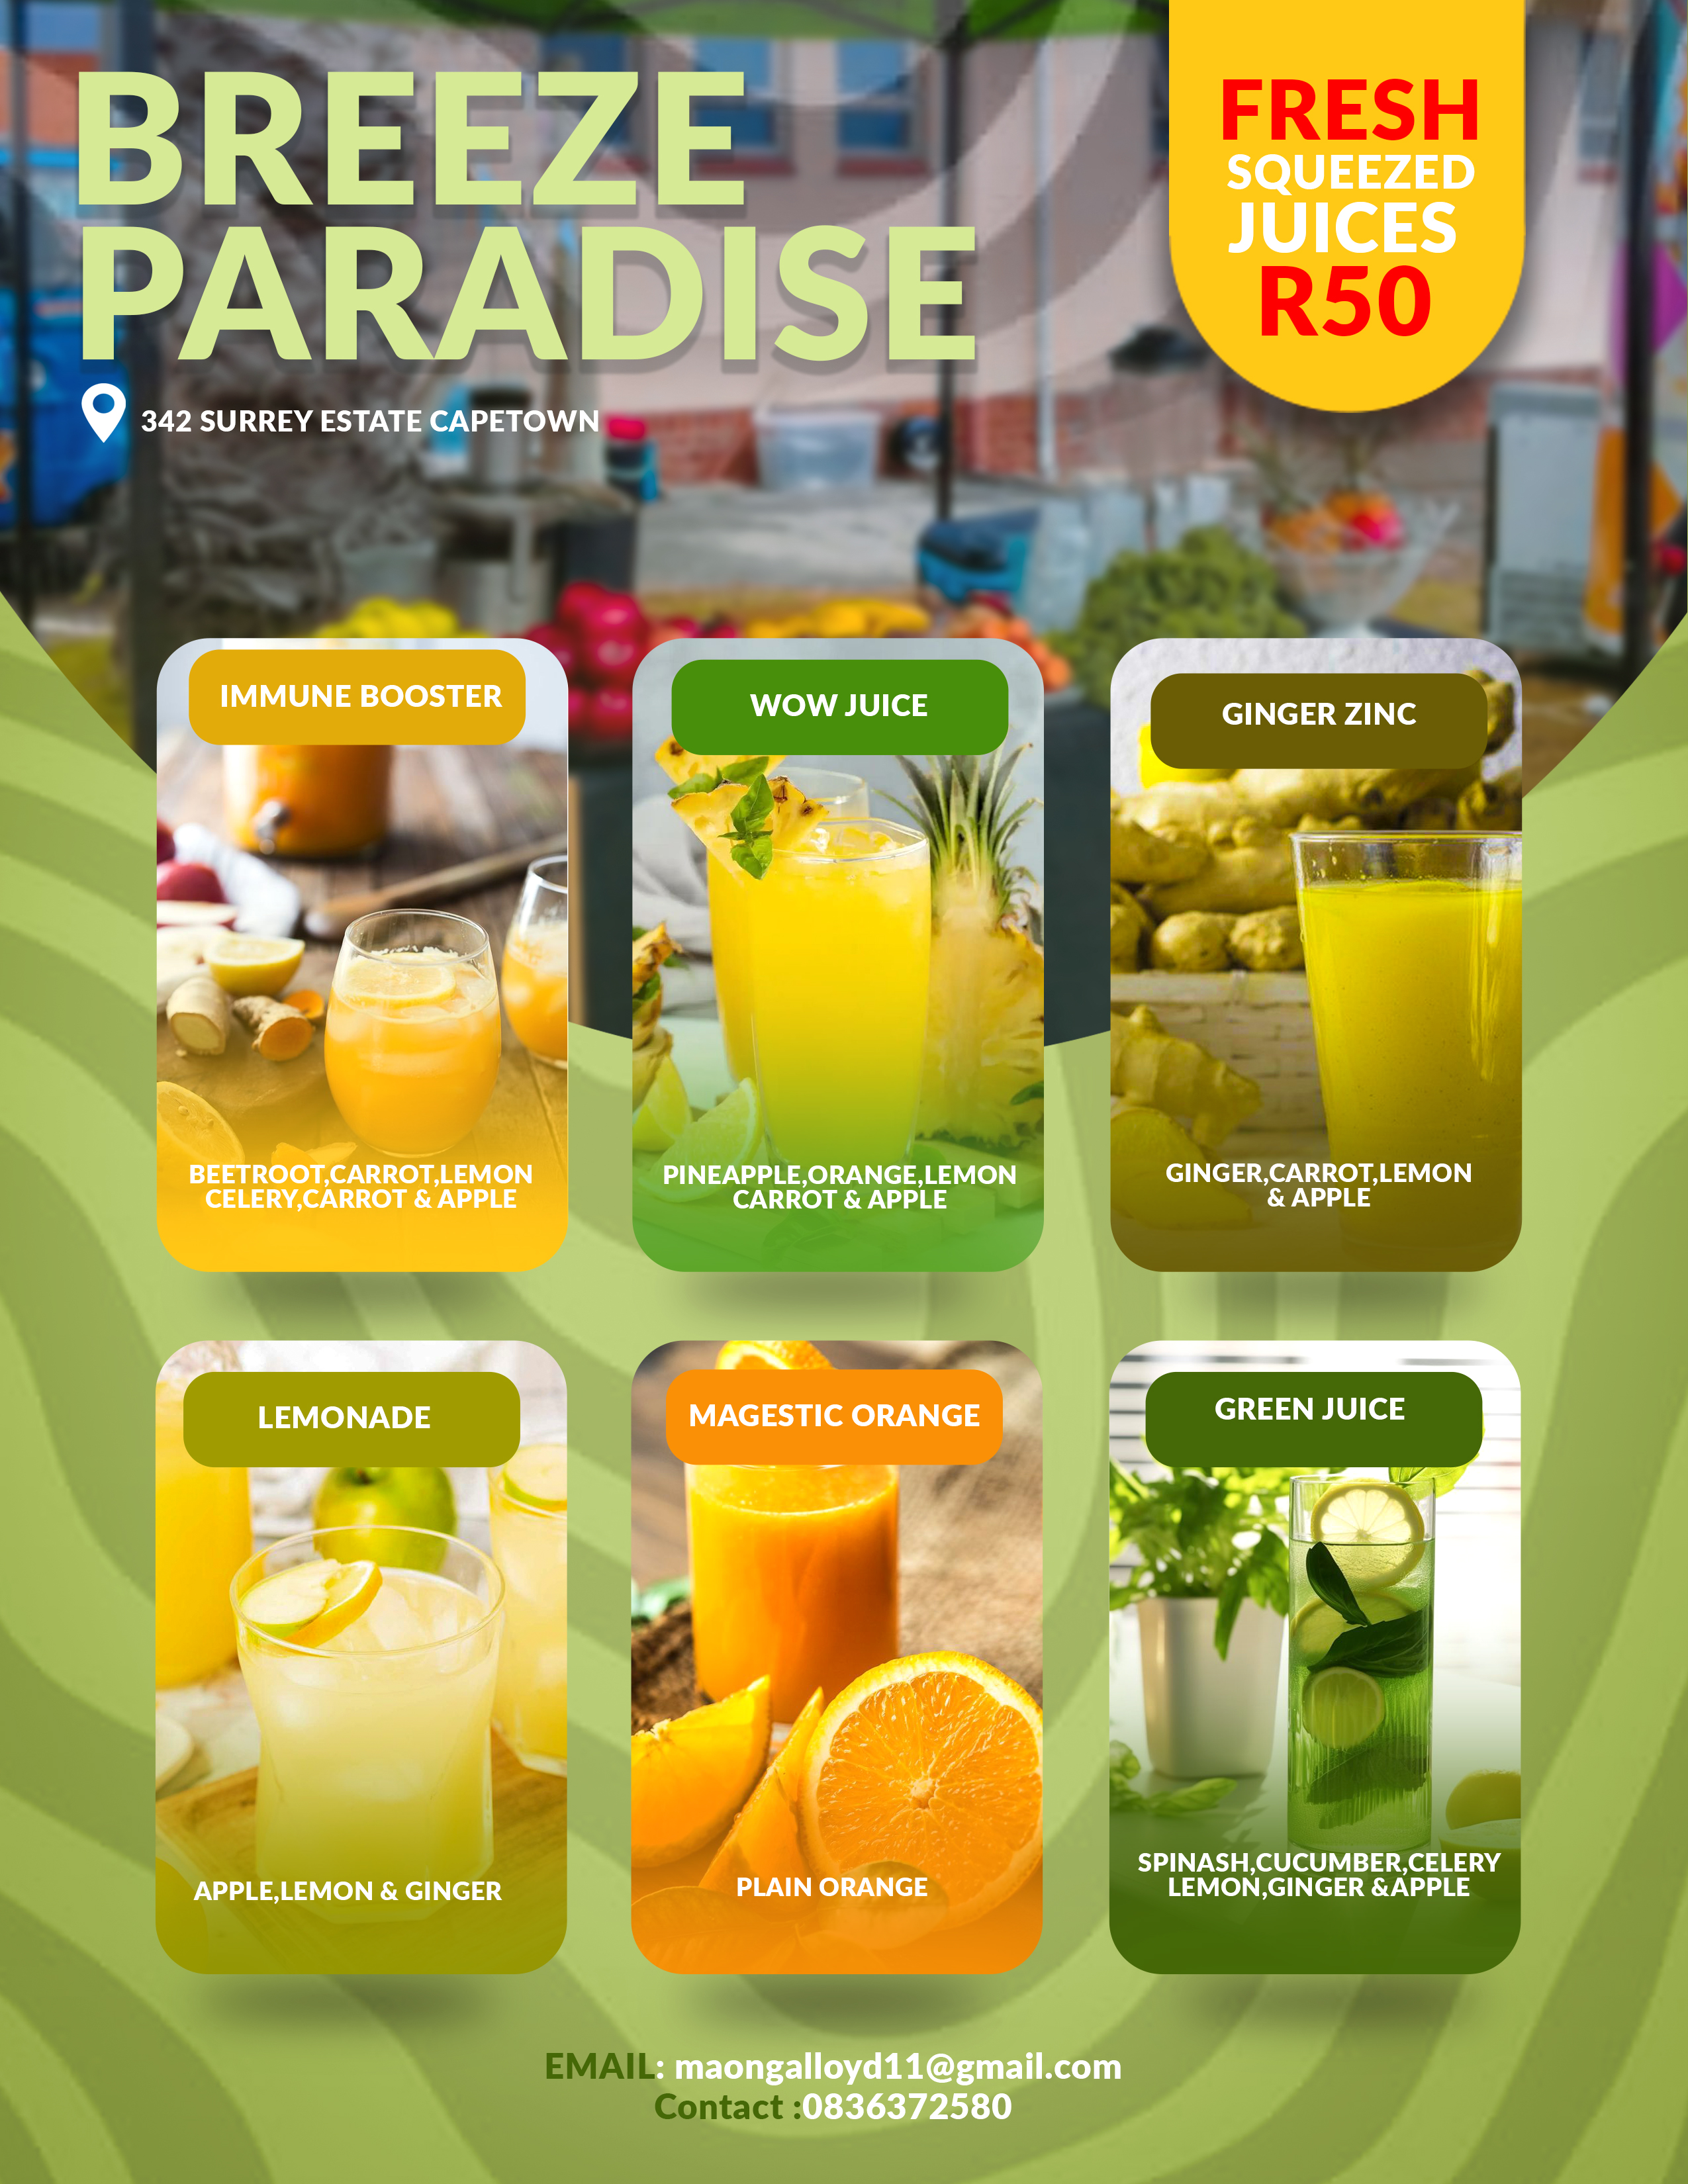 BREEZE
PARADISE
342 SURREY ESTATE CAPETOWN
FRESH
SQUEEZED
JUICES
R50
IMMUNE BOOSTER
BEETROOT,CARROT,LEMON
CELERY,CARROT & APPLE
WOW JUICE
PINEAPPLE,ORANGE,LEMON
CARROT & APPLE
GINGER ZINC
GINGER,CARROT,LEMON
& APPLE
LEMONADE
APPLE,LEMON & GINGER
MAGESTIC ORANGE
PLAIN ORANGE
GREEN JUICE
SPINASH,CUCUMBER,CELERY
LEMON,GINGER &APPLE
EMAIL: maongalloyd11@gmail.com
Contact :0836372580